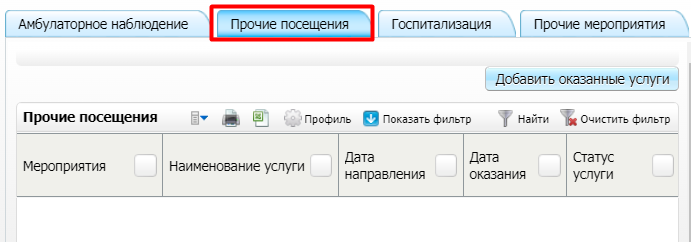 Амбулаторное наблюдение Прочие посещения Госпитализация Прочие мероприятия
Добавить оказанные услуги
Прочие посещения Профиль Показать фильтр Найти Очистить фильтр
Мероприятия Наименование услуги Дата направления Дата оказания Статус услуги